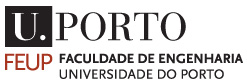 U.PORTO
FEUP FACULDADE DE ENGENHARIA
UNIVERSIDADE DO PORTO